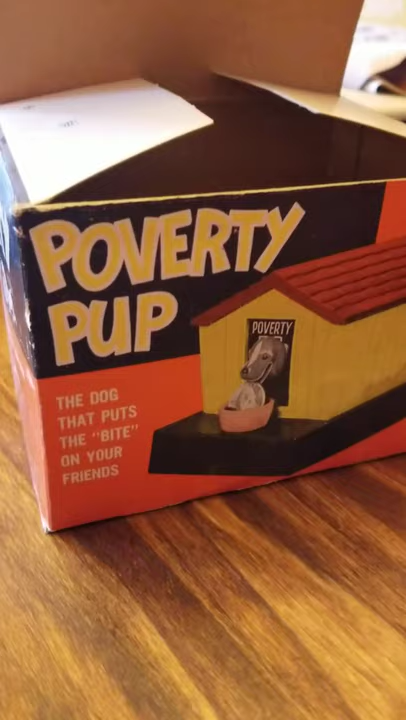 POVERTY
PUP
POVERTY
THE DOG
THAT PUTS
THE "BITE"
ON YOUR
FRIENDS